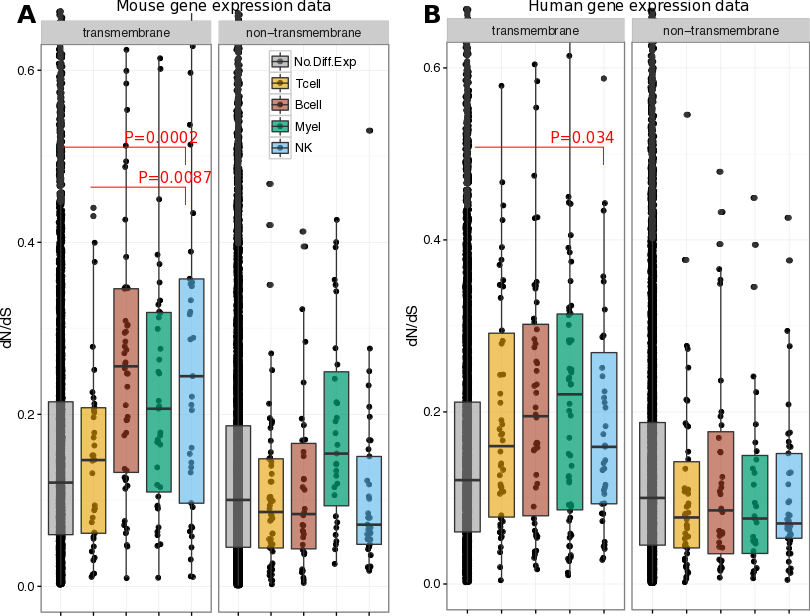 A
Mouse gene expression data
transmembrane
non−transmembrane
dN/dS
0.6
0.4
0.2
0.0
P=0.0002
P=0.0087
No.Diff.Exp
Tcell
Bcell
Myel
NK
B
Human gene expression data
transmembrane
non−transmembrane
dN/dS
0.6
0.4
0.2
0.0
P=0.034